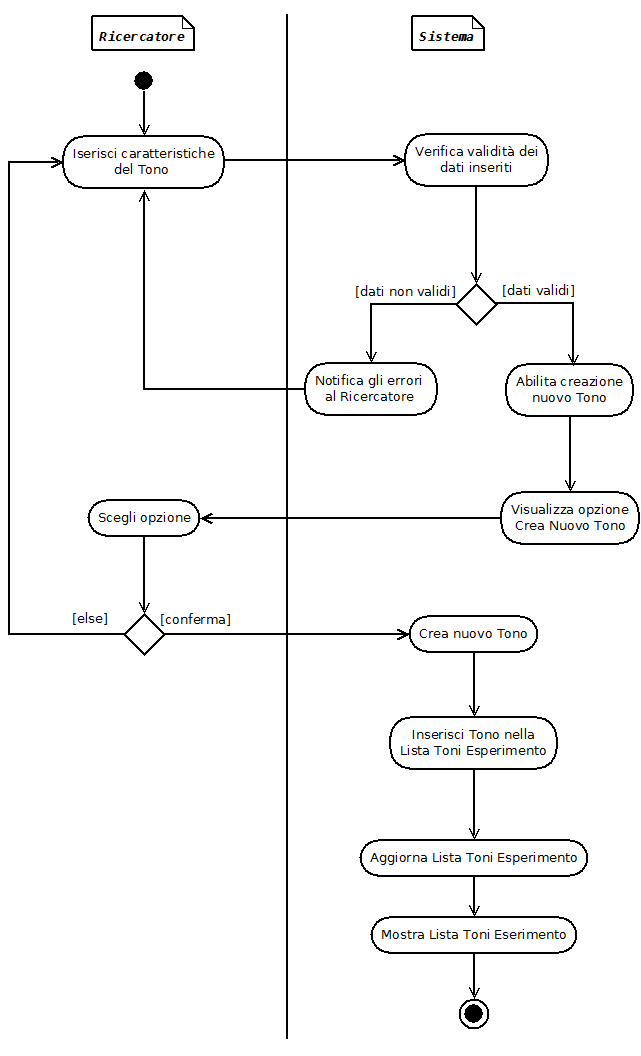 Ricercatore
Sistema
Iserisci caratteristiche
del Tono
Verifica validità dei
dati inseriti
[dati non validi]
[dati validi]
Notifica gli errori
al Ricercatore
Abilita creazione
nuovo Tono
Scegli opzione
Visualizza opzione
Crea Nuovo Tono
[else]
[conferma]
Crea nuovo Tono
Inserisci Tono nella
Lista Toni Esperimento
Aggiorna Lista Toni Esperimento
Mostra Lista Toni Eserimento